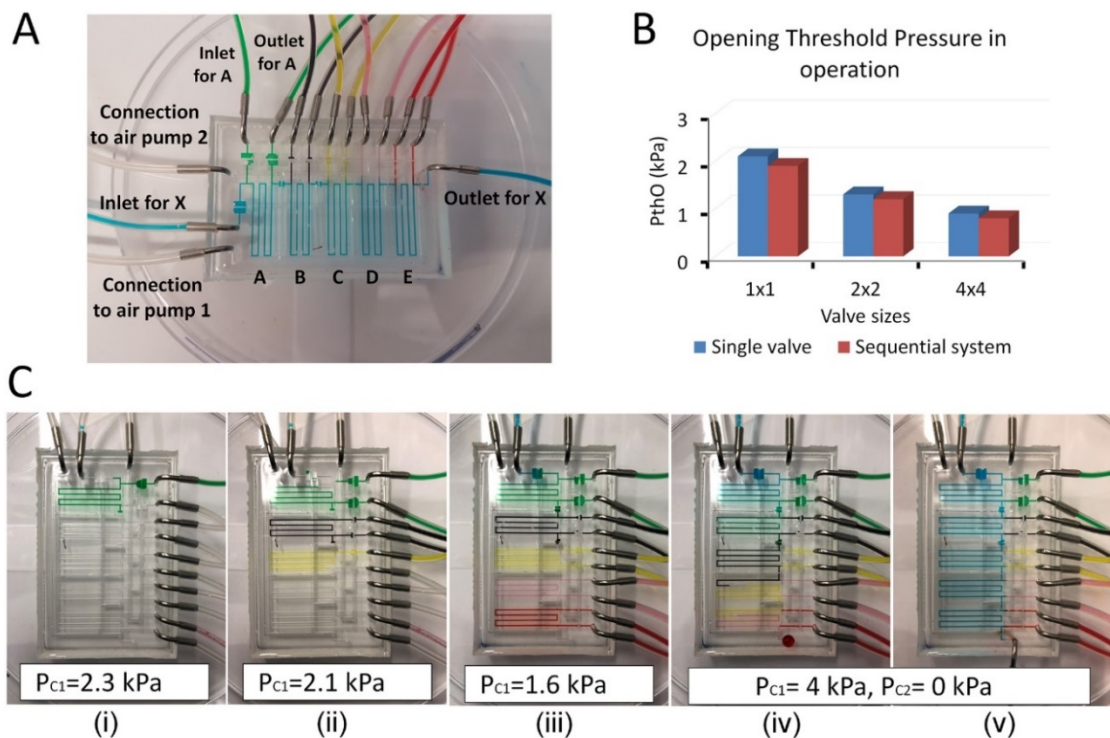 A
Inlet
for A
Outlet
for A
Connection
to air pump 2
Inlet for X
Outlet for X
Connection
to air pump 1
A B C D E
B
Opening Threshold Pressure in
operation
PthO (kPa)
3
2
1
0
1x1 2x2 4x4
Valve sizes
Single valve Sequential system
C
PC1=2.3 kPa
PC1=2.1 kPa
PC1=1.6 kPa
PC1= 4 kPa, PC2= 0 kPa
(i) (ii) (iii) (iv) (v)